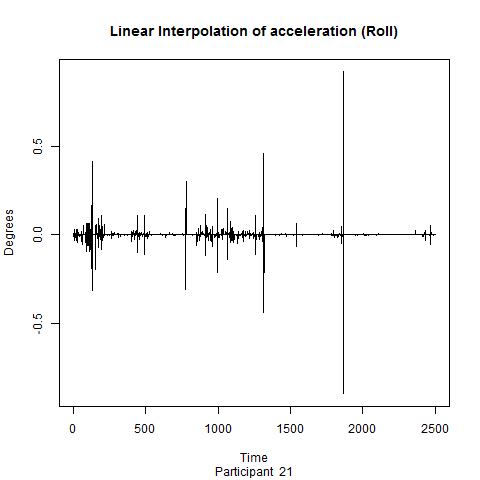 Linear Interpolation of acceleration (Roll)
Degrees
0.5
0.0
-0.5
0 500 1000 1500 2000 2500
Time
Participant 21